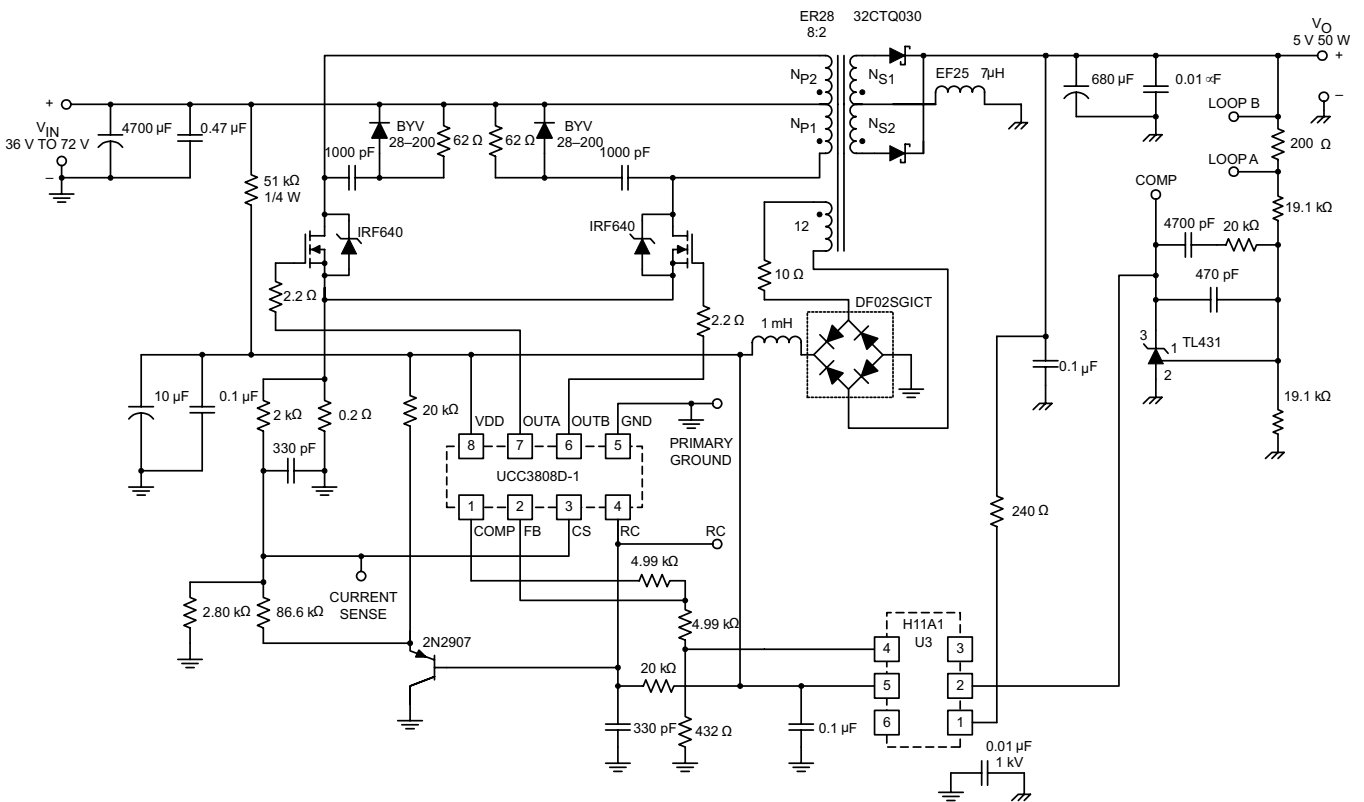 ER28
8:2
32CTQ030
VO
5 V 50 W
+
–
+
VIN
36 V TO 72 V
–
4700 µF
0.47 µF
51 kΩ
1/4 W
1000 pF
BYV
28–200
62 Ω
62 Ω
BYV
28–200
1000 pF
NP2
NP1
NS1
NS2
EF25 7µH
680 µF
0.01 ∝F
LOOP B
200 Ω
LOOP A
COMP
19.1 kΩ
4700 pF
20 kΩ
470 pF
3
1
TL431
2
19.1 kΩ
IRF640
IRF640
2.2 Ω
2.2 Ω
12
10 Ω
DF02SGICT
1 mH
0.1 µF
10 µF
0.1 µF
2 kΩ
0.2 Ω
330 pF
20 kΩ
VDD
OUTA
OUTB
GND
8
7
6
5
UCC3808D-1
1
2
3
4
COMP
FB
CS
RC
PRIMARY
GROUND
RC
4.99 kΩ
4.99 kΩ
CURRENT
SENSE
2.80 kΩ
86.6 kΩ
2N2907
20 kΩ
330 pF
432 Ω
0.1 µF
240 Ω
H11A1
U3
4
3
5
2
6
1
0.01 µF
1 kV